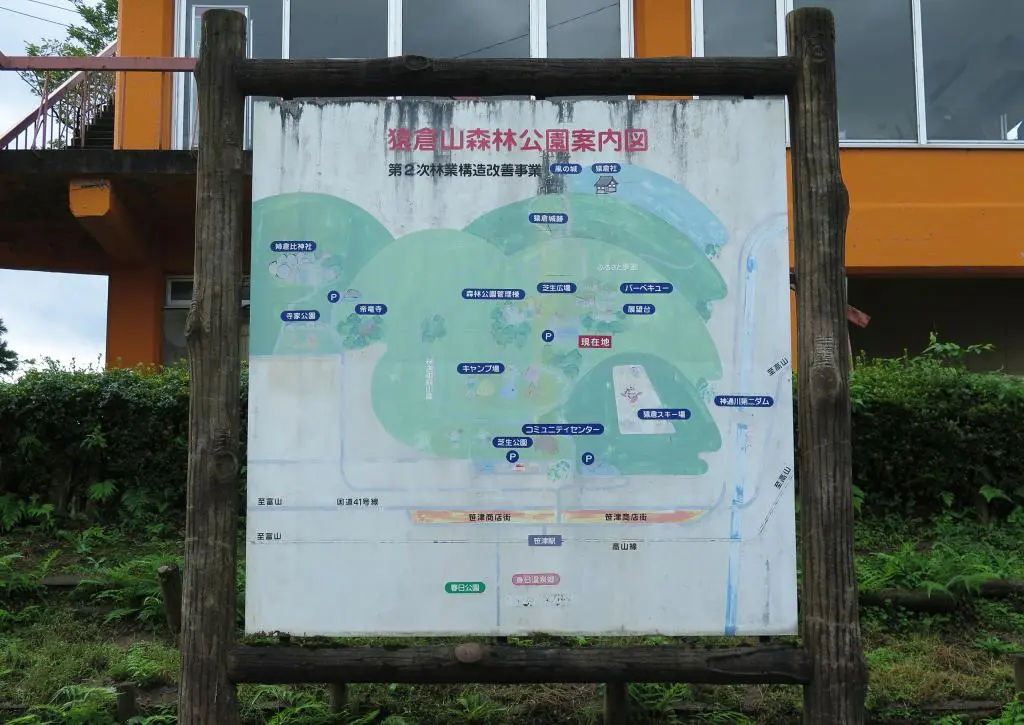 猿倉山森林公園案内図
第2次林業構造改善事業
風の城
猿倉社
猿倉城跡
姉倉比神社
森林公園管理棟
芝生広場
バーベキュー
P
帝竜寺
展望台
寺家公園
P
現在地
キャンプ場
神通川第二ダム
猿倉スキー場
コミュニティセンター
芝生公園
P
P
至高山
至高山
至富山
国道41号線
笹津商店街
笹津商店街
至富山
笹津駅
高山線
春日公園
春日温泉郷